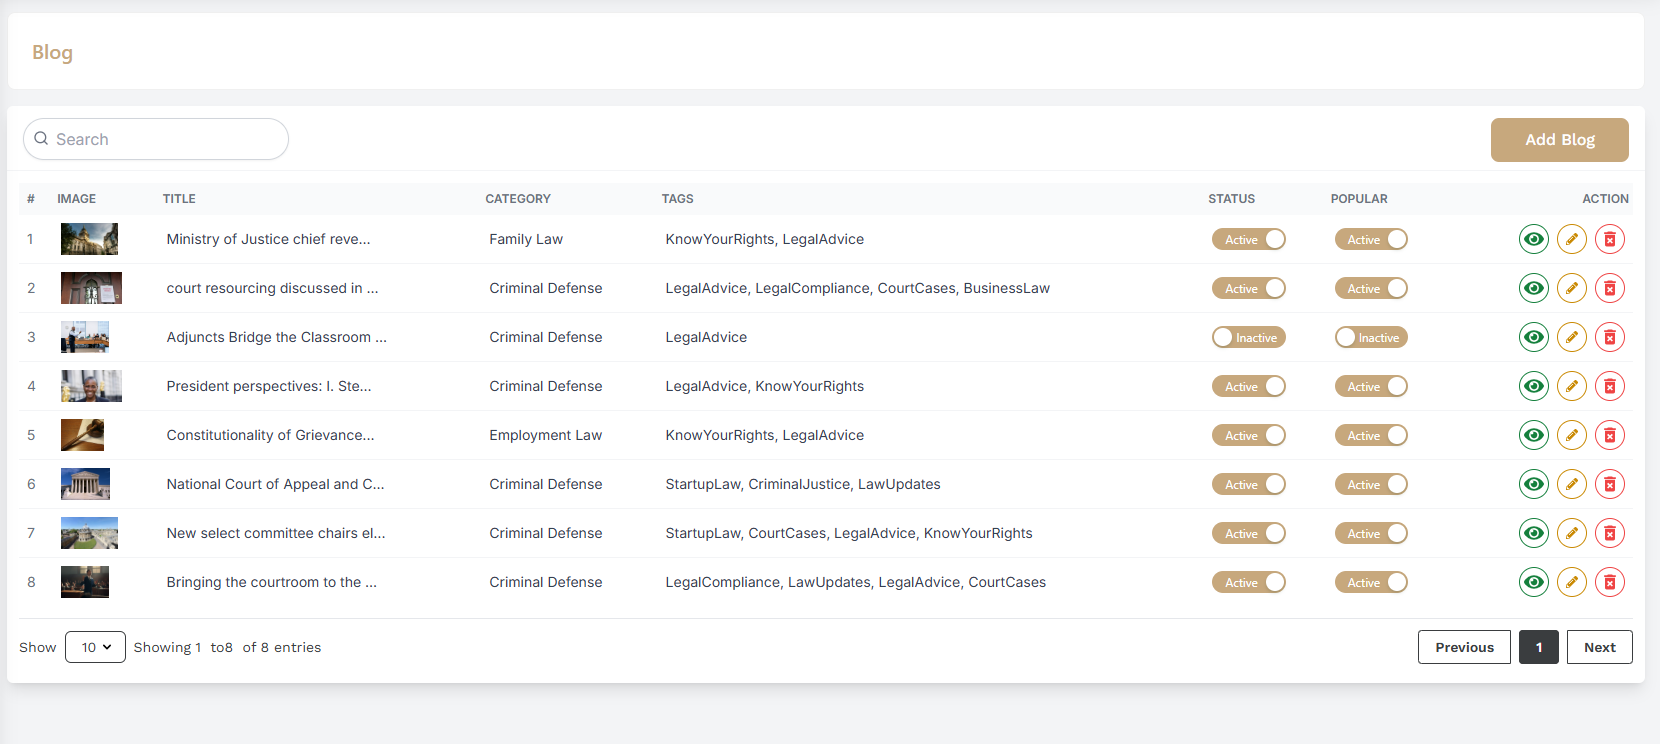 Blog
Search
Add Blog
# IMAGE TITLE CATEGORY TAGS STATUS POPULAR ACTION
1 Ministry of Justice chief reve... Family Law KnowYourRights, LegalAdvice Active Active
2 court resourcing discussed in ... Criminal Defense LegalAdvice, LegalCompliance, CourtCases, BusinessLaw Active Active
3 Adjuncts Bridge the Classroom ... Criminal Defense LegalAdvice Inactive Inactive
4 President perspectives: I. Ste... Criminal Defense LegalAdvice, KnowYourRights Active Active
5 Constitutionality of Grievance... Employment Law KnowYourRights, LegalAdvice Active Active
6 National Court of Appeal and C... Criminal Defense StartupLaw, CriminalJustice, LawUpdates Active Active
7 New select committee chairs el... Criminal Defense StartupLaw, CourtCases, LegalAdvice, KnowYourRights Active Active
8 Bringing the courtroom to the ... Criminal Defense LegalCompliance, LawUpdates, LegalAdvice, CourtCases Active Active
Show 10 Showing 1 to8 of 8 entries Previous 1 Next